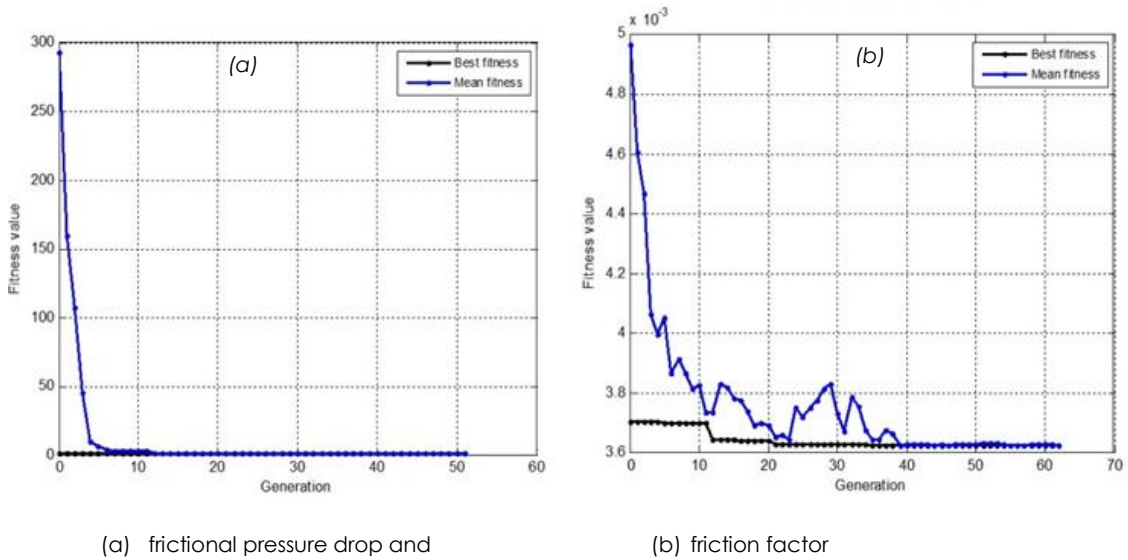 300
250
200
150
100
50
0
Fitness value
(a)
Best fitness
Mean fitness
0 10 20 30 40 50 60
Generation
5 x 10⁻³
4.8
4.6
4.4
4.2
4
3.8
3.6
Fitness value
(b)
Best fitness
Mean fitness
0 10 20 30 40 50 60 70
Generation
(a) frictional pressure drop and
(b) friction factor